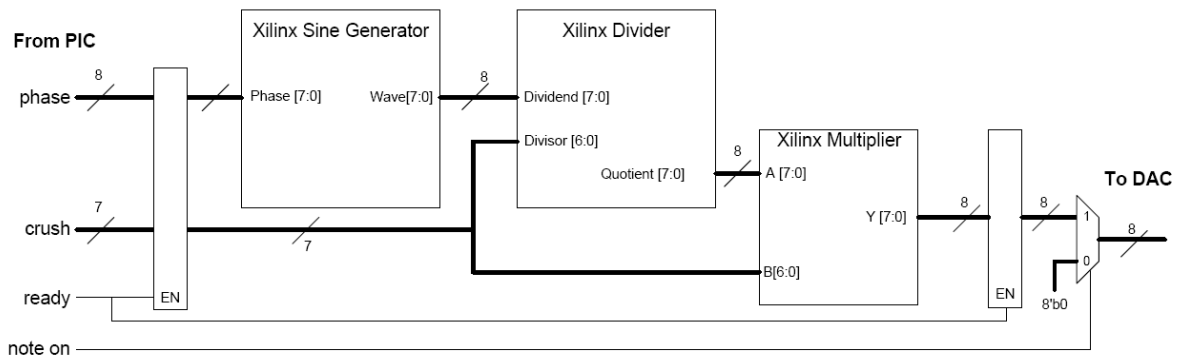 Xilinx Sine Generator
Xilinx Divider
From PIC
8
phase
Phase [7:0]
Wave[7:0]
8
Dividend [7:0]
Divisor [6:0]
Xilinx Multiplier
8
Quotient [7:0]
A [7:0]
To DAC
7
crush
7
Y [7:0]
8
8
1
8
B[6:0]
0
ready
EN
EN
8'b0
note on